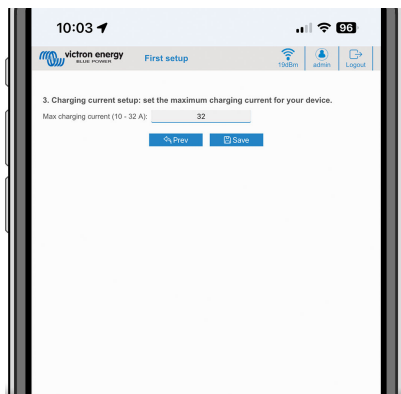 10:03
96
victron energy
BLUE POWER
First setup
19dBm
admin
Logout
3. Charging current setup: set the maximum charging current for your device.
Max charging current (10 - 32 A):
32
Prev
Save